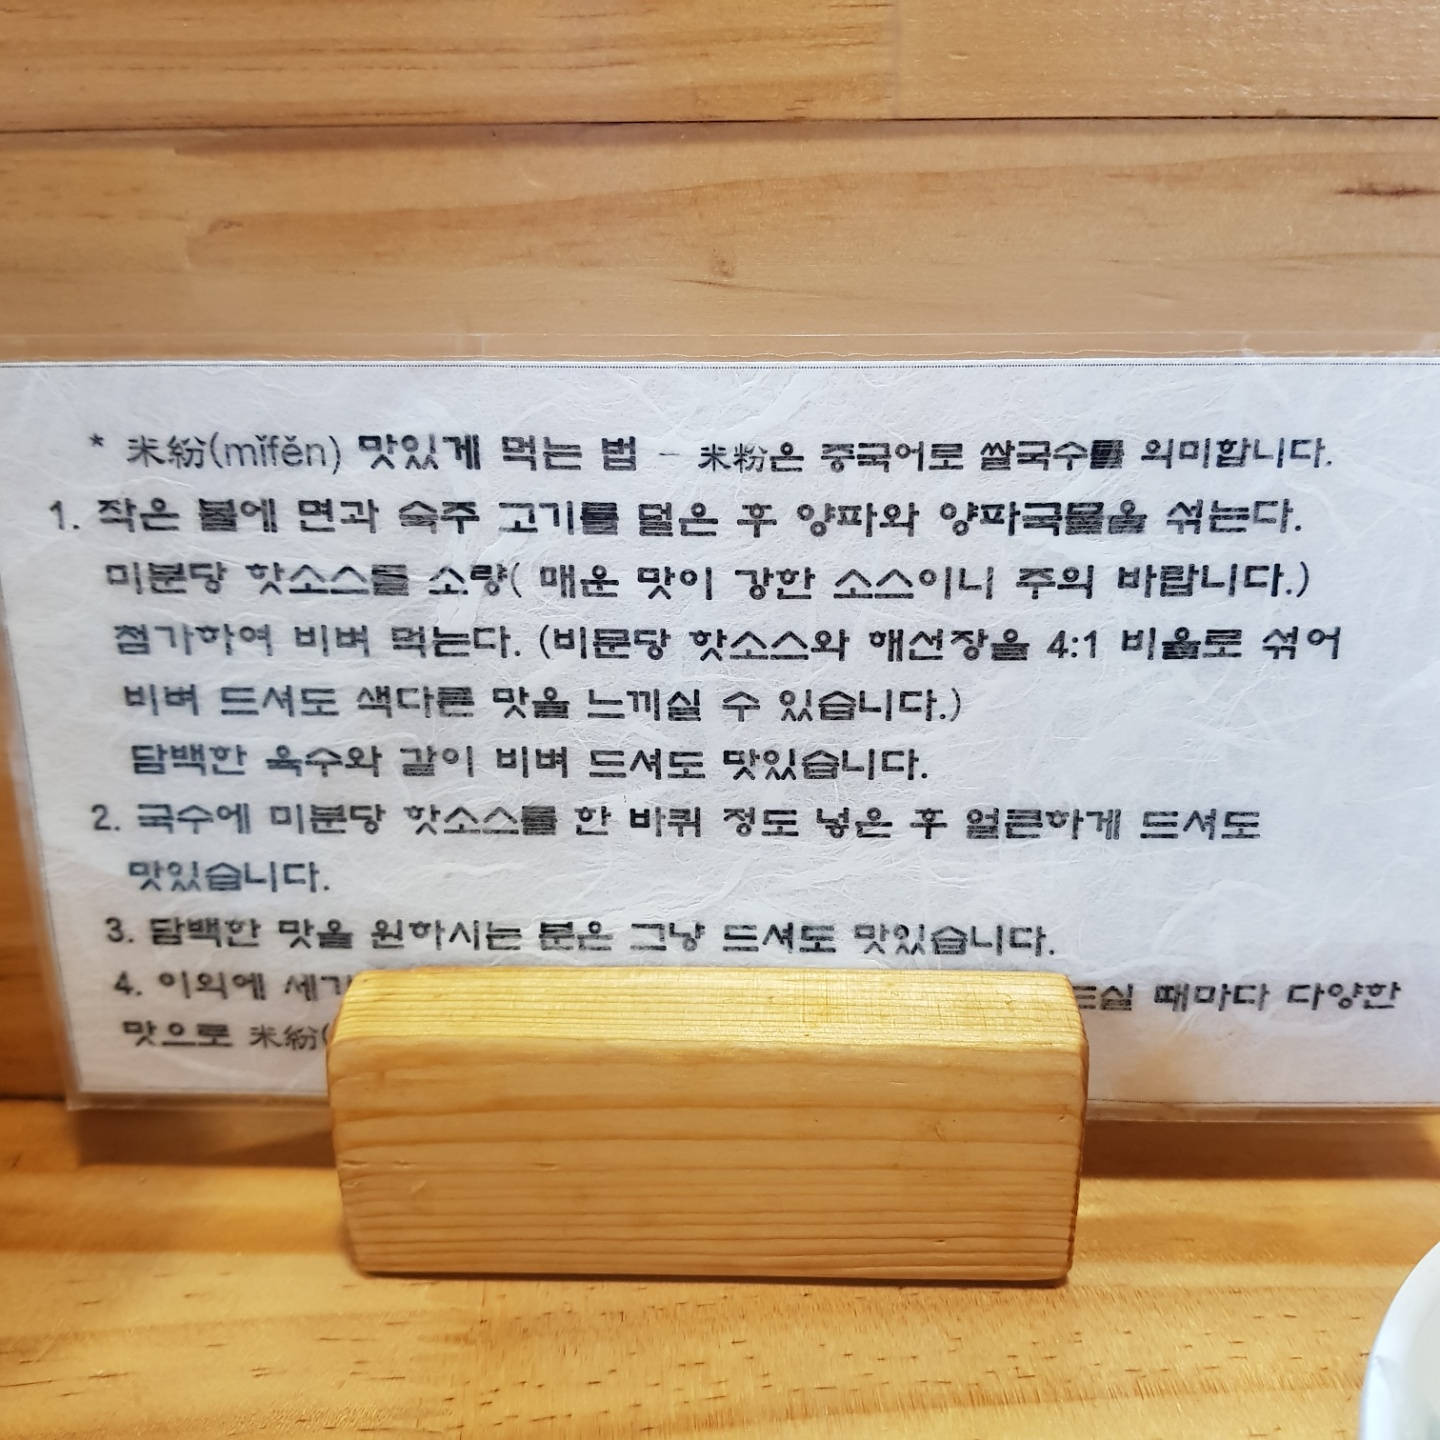 * 米紛(mǐfěn) 맛있게 먹는 법 - 米粉은 중국어로 쌀국수를 의미합니다.
1. 작은 볼에 면과 숙주 고기를 덜은 후 양파와 양파국물을 섞는다.
미분당 핫소스를 소량( 매운 맛이 강한 소스이니 주의 바랍니다.)
첨가하여 비벼 먹는다. (비문당 핫소스와 해선장을 4:1 비율로 섞어
비벼 드셔도 색다른 맛을 느끼실 수 있습니다.)
담백한 육수와 같이 비벼 드셔도 맛있습니다.
2. 국수에 미분당 핫소스를 한 바퀴 정도 넣은 후 얼큰하게 드셔도
맛있습니다.
3. 담백한 맛을 원하시는 분은 그냥 드셔도 맛있습니다.
4. 이외에 때마다 다양한
맛으로 米紛(